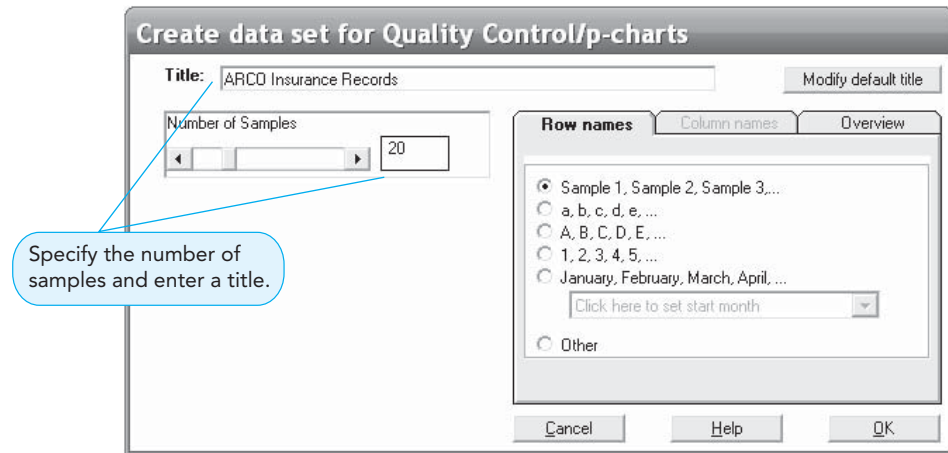 Create data set for Quality Control/p-charts
Title: ARCO Insurance Records
Modify default title
Number of Samples
20
Row names
Column names
Overview
Sample 1, Sample 2, Sample 3,...
a, b, c, d, e, ...
A, B, C, D, E, ...
1, 2, 3, 4, 5, ...
January, February, March, April, ...
Click here to set start month
Other
Specify the number of
samples and enter a title.
Cancel
Help
OK